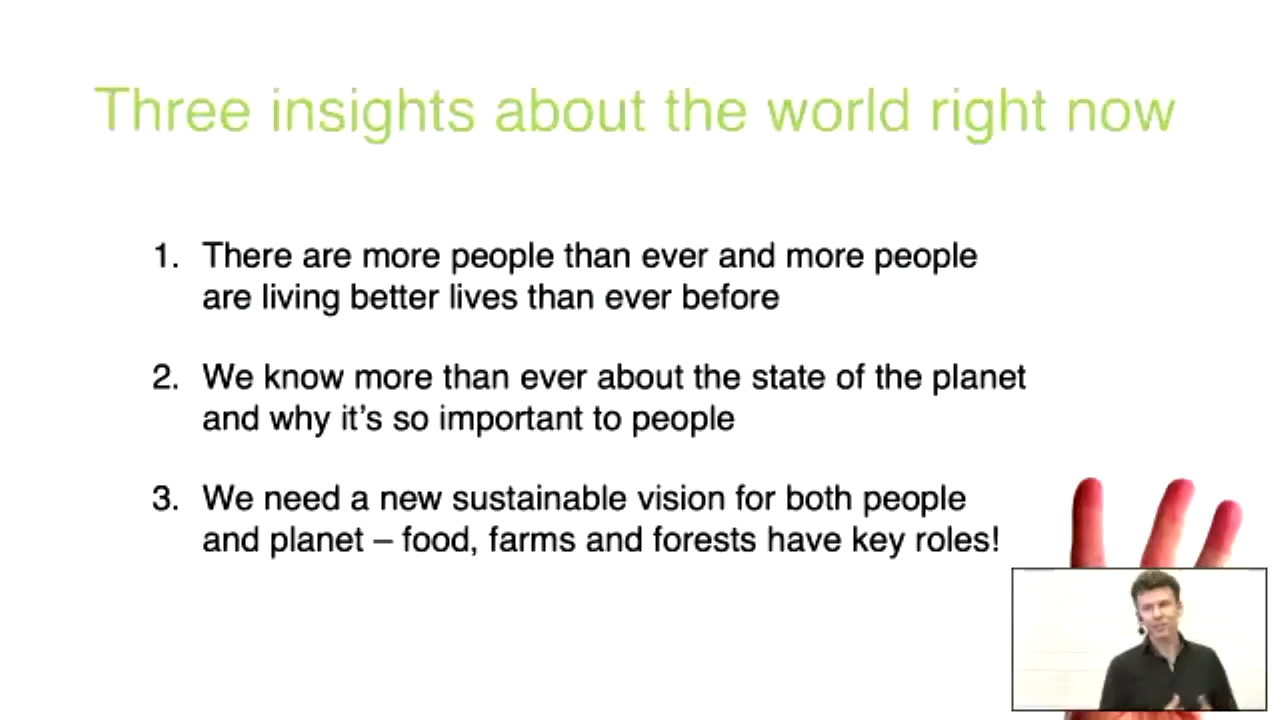 Three insights about the world right now
1. There are more people than ever and more people
are living better lives than ever before
2. We know more than ever about the state of the planet
and why it’s so important to people
3. We need a new sustainable vision for both people
and planet – food, farms and forests have key roles!